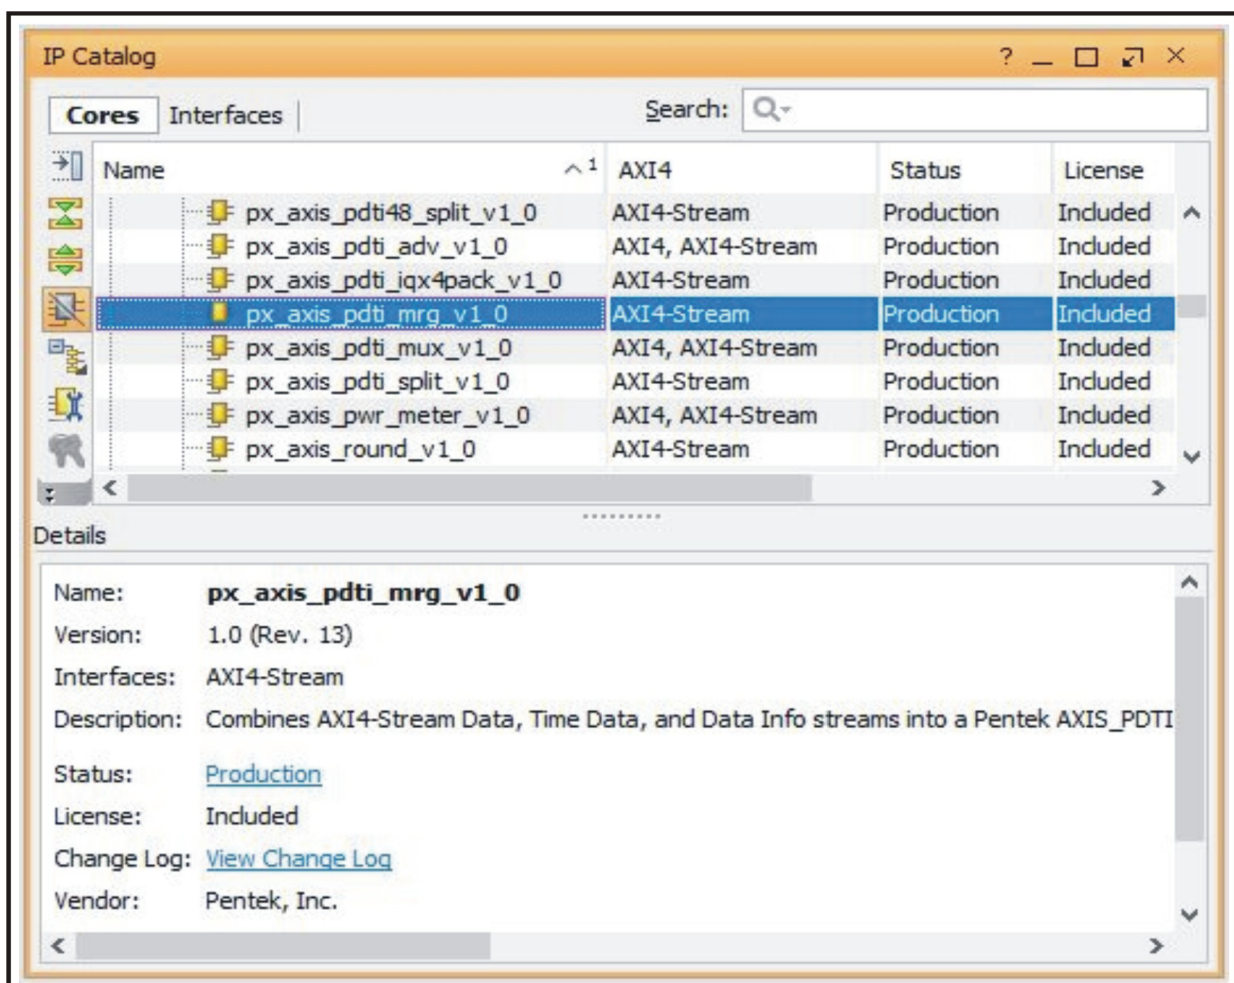 IP Catalog ? 
Cores Interfaces Search:
Name 1 AXI4 Status License
px_axis_pdti48_split_v1_0 AXI4-Stream Production Included
px_axis_pdti_adv_v1_0 AXI4, AXI4-Stream Production Included
px_axis_pdti_iqx4pack_v1_0 AXI4-Stream Production Included
px_axis_pdti_mrg_v1_0 AXI4-Stream Production Included
px_axis_pdti_mux_v1_0 AXI4, AXI4-Stream Production Included
px_axis_pdti_split_v1_0 AXI4-Stream Production Included
px_axis_pwr_meter_v1_0 AXI4, AXI4-Stream Production Included
px_axis_round_v1_0 AXI4-Stream Production Included
Details
Name: px_axis_pdti_mrg_v1_0
Version: 1.0 (Rev. 13)
Interfaces: AXI4-Stream
Description: Combines AXI4-Stream Data, Time Data, and Data Info streams into a Pentek AXIS_PDTI
Status: Production
License: Included
Change Log: View Change Log
Vendor: Pentek, Inc.